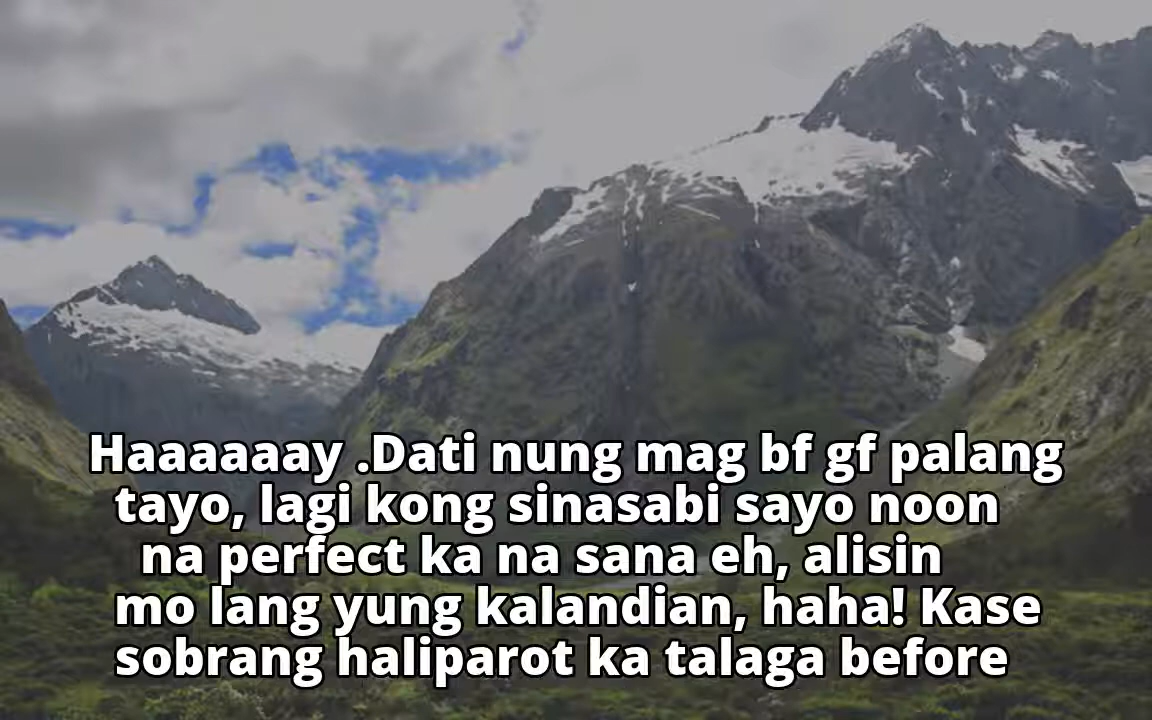 Haaaaaay .Dati nung mag bf gf palang
tayo, lagi kong sinasabi sayo noon
na perfect ka na sana eh, alisin
mo lang yung kalandian, haha! Kase
sobrang haliparot ka talaga before